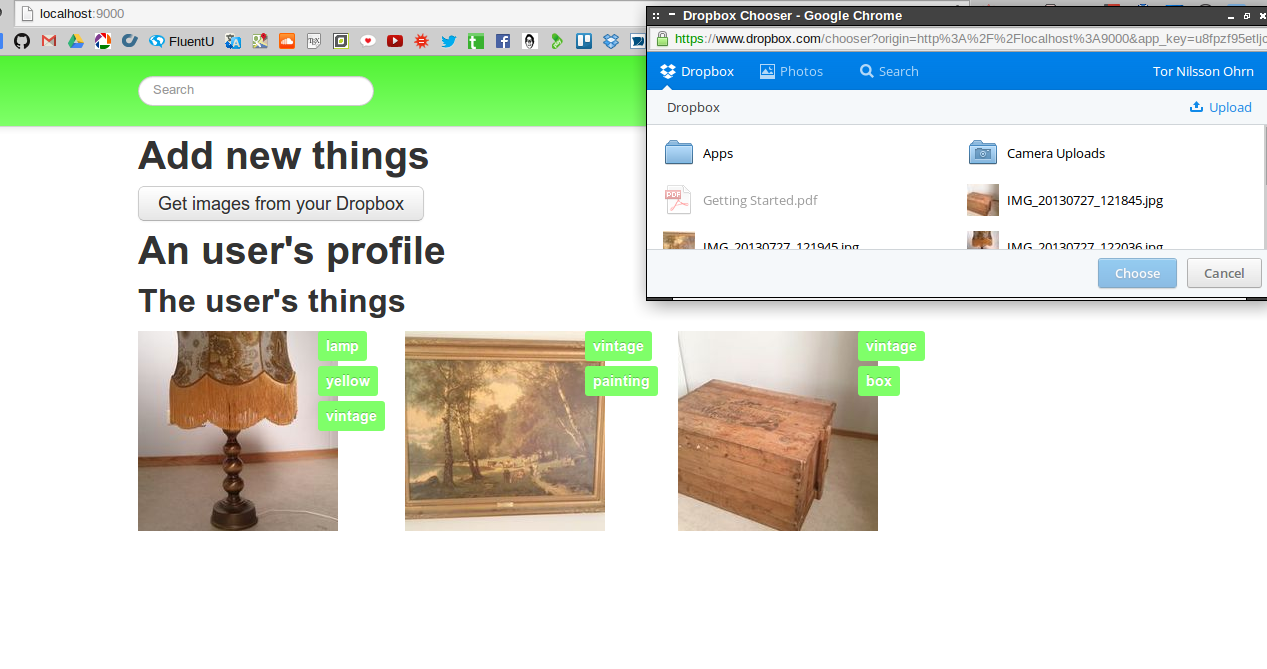 localhost:9000
FluentU
Search
Add new things
Get images from your Dropbox
An user's profile
The user's things
lamp
yellow
vintage
vintage
painting
vintage
box
Dropbox Chooser - Google Chrome
https://www.dropbox.com/chooser?origin=http%3A%2F%2Flocalhost%3A9000&app_key=u8fpzf95etljc
Dropbox
Photos
Search
Tor Nilsson Ohrn
Dropbox
Upload
Apps
Camera Uploads
PDF
Getting Started.pdf
IMG_20130727_121845.jpg
IMG_20130727_121945.jpg
IMG_20130727_122036.jpg
Choose
Cancel